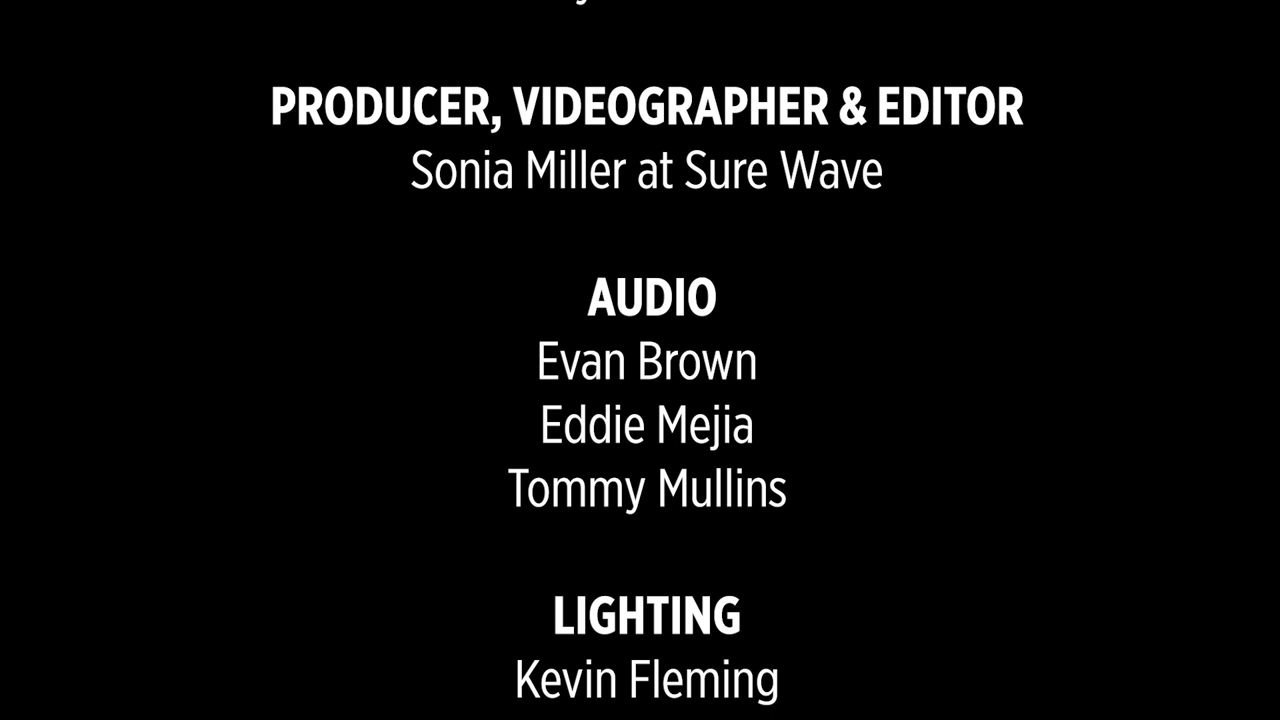 PRODUCER, VIDEOGRAPHER & EDITOR
Sonia Miller at Sure Wave
AUDIO
Evan Brown
Eddie Mejia
Tommy Mullins
LIGHTING
Kevin Fleming